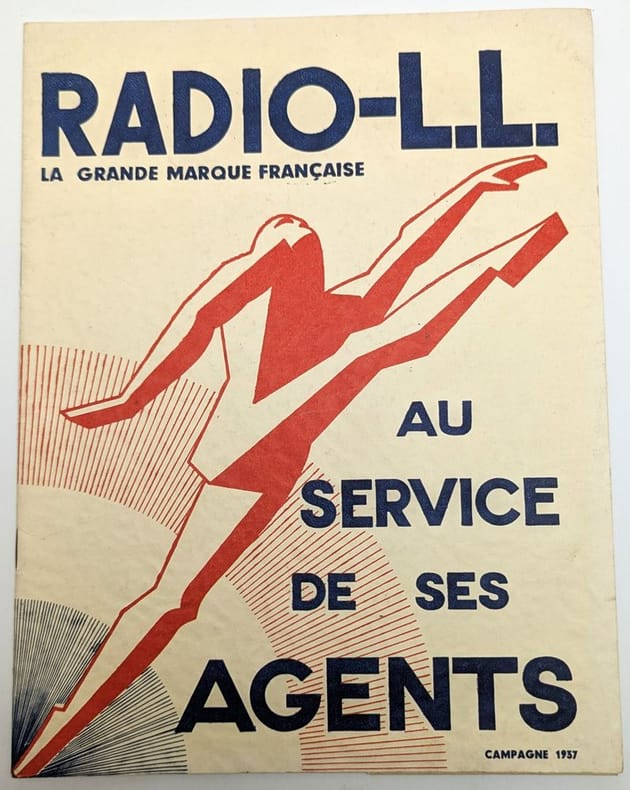 RADIO-L.L.
LA GRANDE MARQUE FRANÇAISE
AU
SERVICE
DE SES
AGENTS
CAMPAGNE 1937